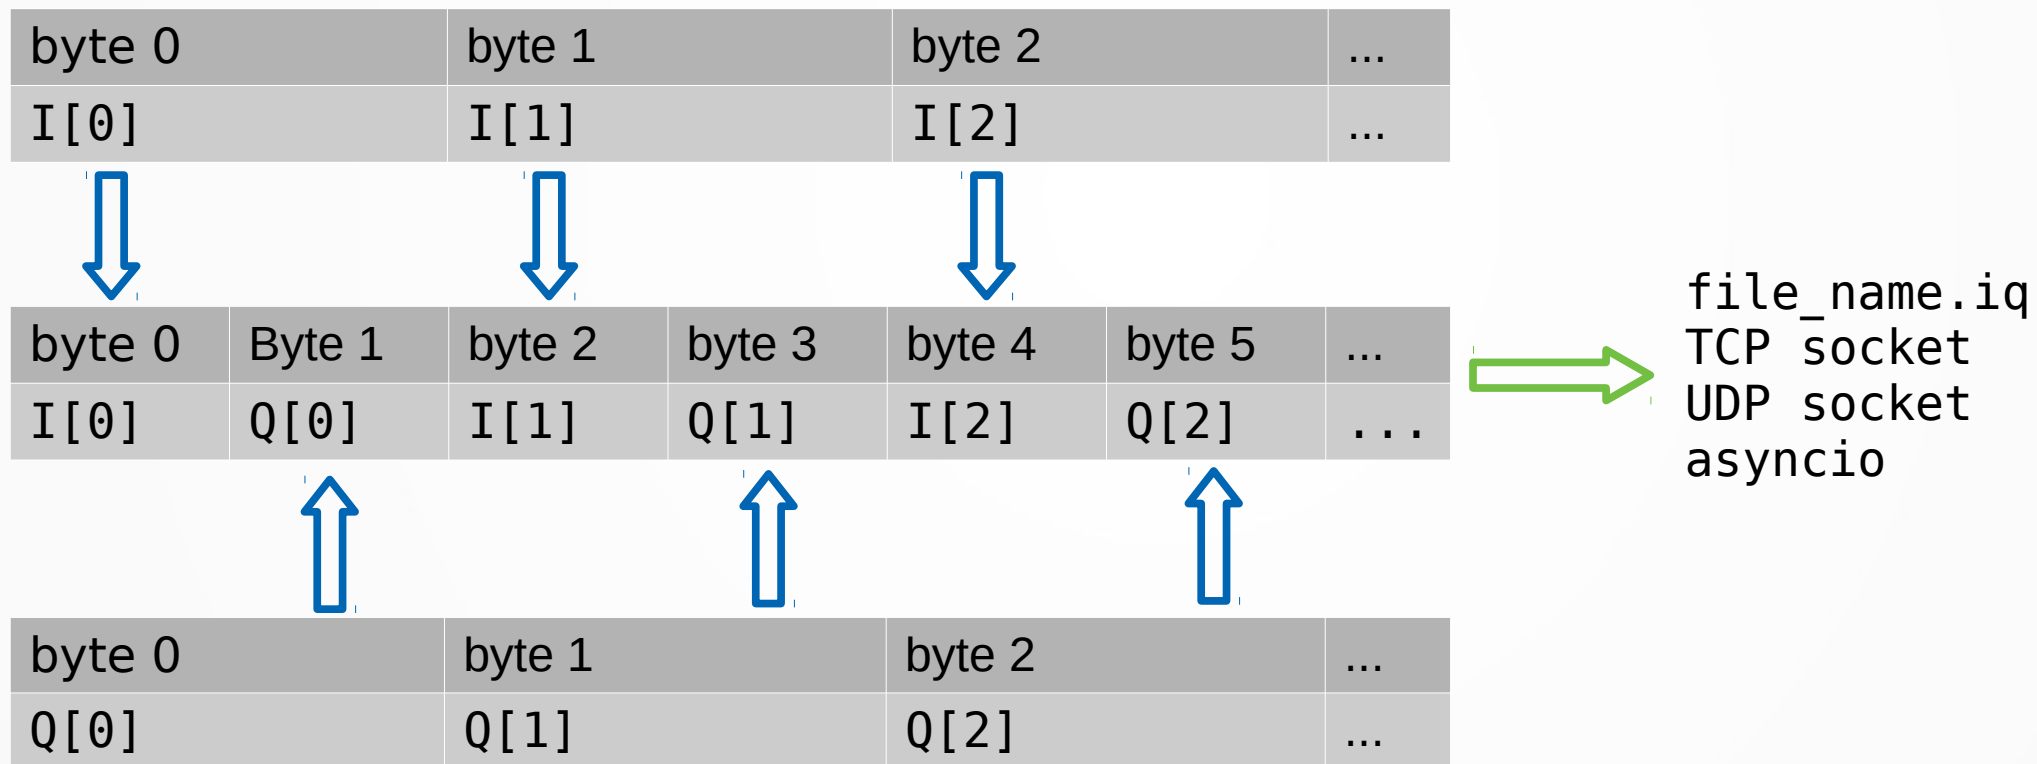 byte 0 byte 1 byte 2 ...
I[0] I[1] I[2] ...
byte 0 Byte 1 byte 2 byte 3 byte 4 byte 5 ...
I[0] Q[0] I[1] Q[1] I[2] Q[2] ...
file_name.iq
TCP socket
UDP socket
asyncio
byte 0 byte 1 byte 2 ...
Q[0] Q[1] Q[2] ...